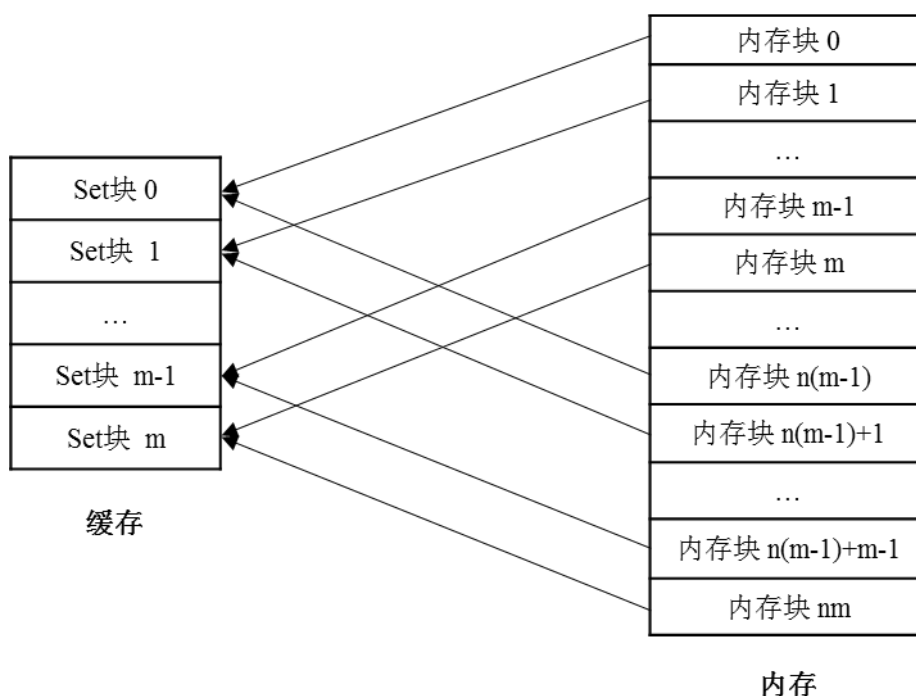 Set块 0
Set块 1
…
Set块 m-1
Set块 m
缓存
内存块 0
内存块 1
…
内存块 m-1
内存块 m
…
内存块 n(m-1)
内存块 n(m-1)+1
…
内存块 n(m-1)+m-1
内存块 nm
内存